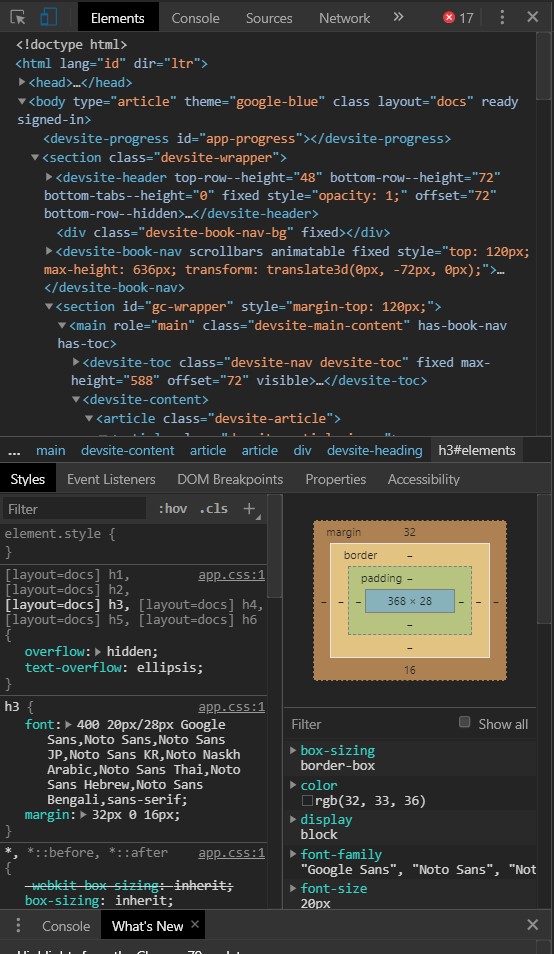 Elements Console Sources Network » 17
<!doctype html>
<html lang="id" dir="ltr">
<head>…</head>
<body type="article" theme="google-blue" class layout="docs" ready
signed-in>
<devsite-progress id="app-progress"></devsite-progress>
<section class="devsite-wrapper">
<devsite-header top-row--height="48" bottom-row--height="72"
bottom-tabs--height="0" fixed style="opacity: 1;" offset="72"
bottom-row--hidden>…</devsite-header>
<div class="devsite-book-nav-bg" fixed></div>
<devsite-book-nav scrollbars animatable fixed style="top: 120px;
max-height: 636px; transform: translate3d(0px, -72px, 0px);">…
</devsite-book-nav>
<section id="gc-wrapper" style="margin-top: 120px;">
<main role="main" class="devsite-main-content" has-book-nav
has-toc>
<devsite-toc class="devsite-nav devsite-toc" fixed max-
height="588" offset="72" visible>…</devsite-toc>
<devsite-content>
<article class="devsite-article">
… main devsite-content article article div devsite-heading h3#elements
Styles Event Listeners DOM Breakpoints Properties Accessibility
Filter :hov .cls +
element.style {
}
[layout=docs] h1, app.css:1
[layout=docs] h2,
[layout=docs] h3, [layout=docs] h4,
[layout=docs] h5, [layout=docs] h6
{
overflow: hidden;
text-overflow: ellipsis;
}
h3 { app.css:1
font: 400 20px/28px Google
Sans,Noto Sans,Noto Sans
JP,Noto Sans KR,Noto Naskh
Arabic,Noto Sans Thai,Noto
Sans Hebrew,Noto Sans
Bengali,sans-serif;
margin: 32px 0 16px;
}
*, *::before, *::after app.css:1
{
-webkit-box-sizing: inherit;
box-sizing: inherit;
margin 32
border –
padding –
– – – 368 × 28 – – –
–
–
16
Filter Show all
box-sizing
border-box
color
rgb(32, 33, 36)
display
block
font-family
"Google Sans", "Noto Sans", "Not
font-size
20px
Console What's New ×